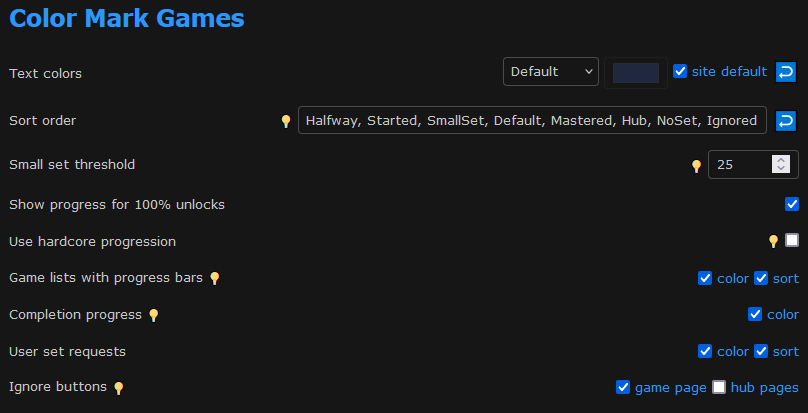 Color Mark Games
Text colors Default site default
Sort order Halfway, Started, SmallSet, Default, Mastered, Hub, NoSet, Ignored
Small set threshold 25
Show progress for 100% unlocks
Use hardcore progression
Game lists with progress bars color sort
Completion progress color
User set requests color sort
Ignore buttons game page hub pages